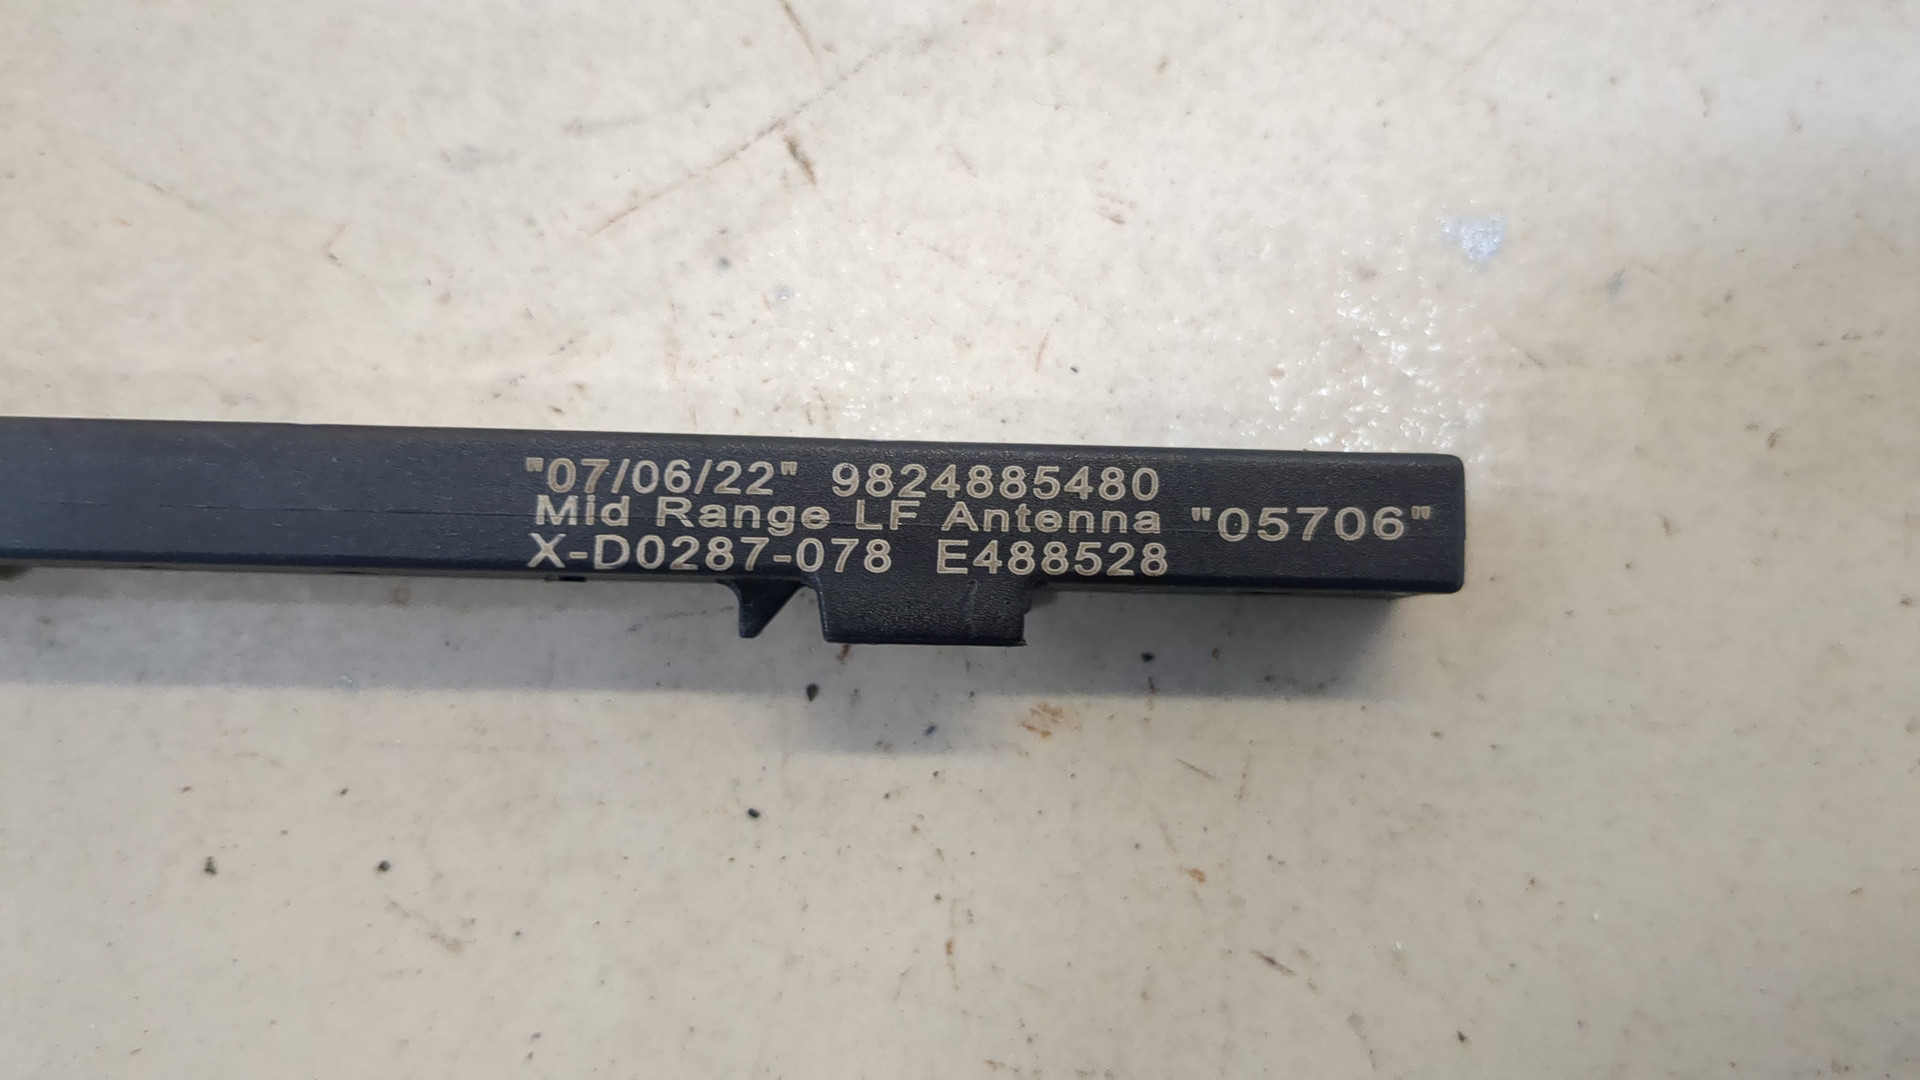 "07/06/22" 9824885480
Mid Range LF Antenna "05706"
X-D0287-078 E488528